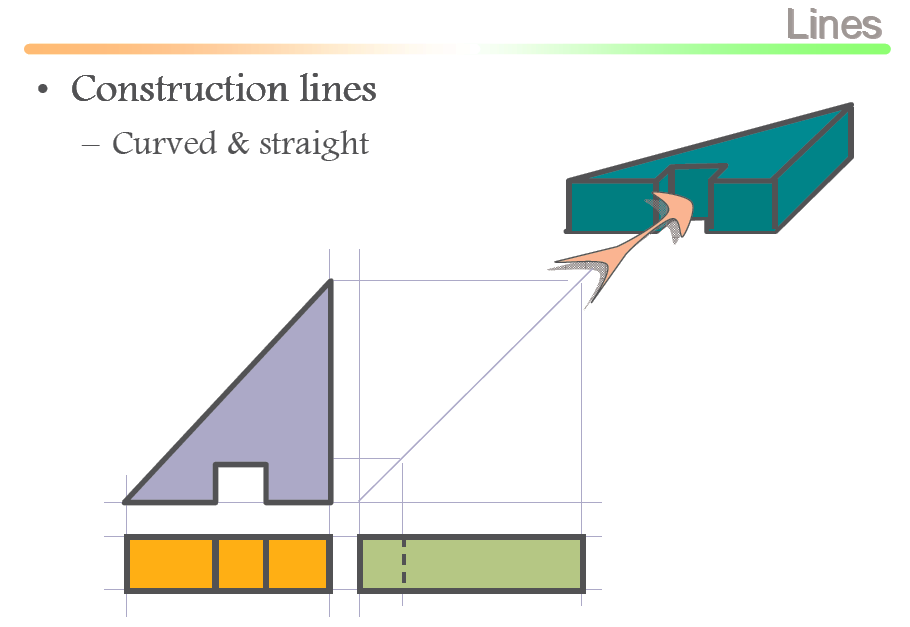 Lines
• Construction lines
– Curved & straight